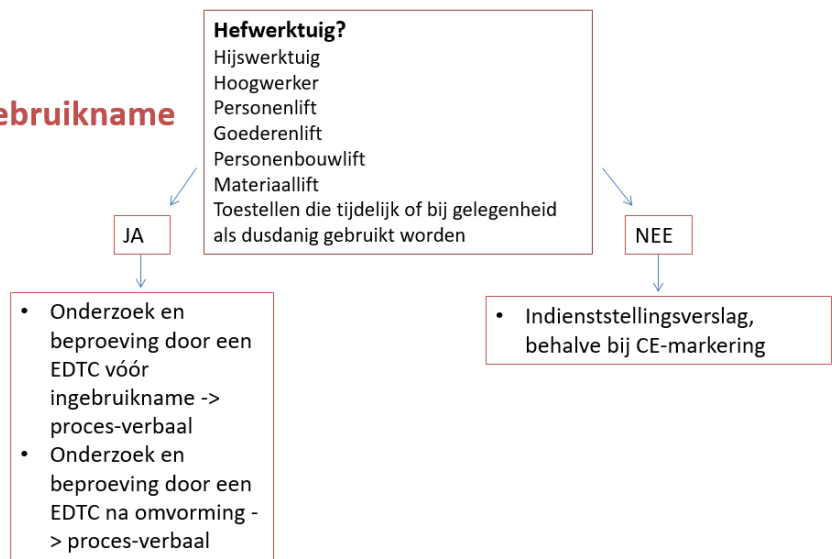 Hefwerktuig?
Hijswerktuig
Hoogwerker
Personenlift
Goederenlift
Personenbouwlift
Materiaallift
Toestellen die tijdelijk of bij gelegenheid
als dusdanig gebruikt worden
ebruikname
JA
NEE
• Onderzoek en
beproeving door een
EDTC vóór
ingebruikname ->
proces-verbaal
• Onderzoek en
beproeving door een
EDTC na omvorming -
> proces-verbaal
• Indienststellingsverslag,
behalve bij CE-markering